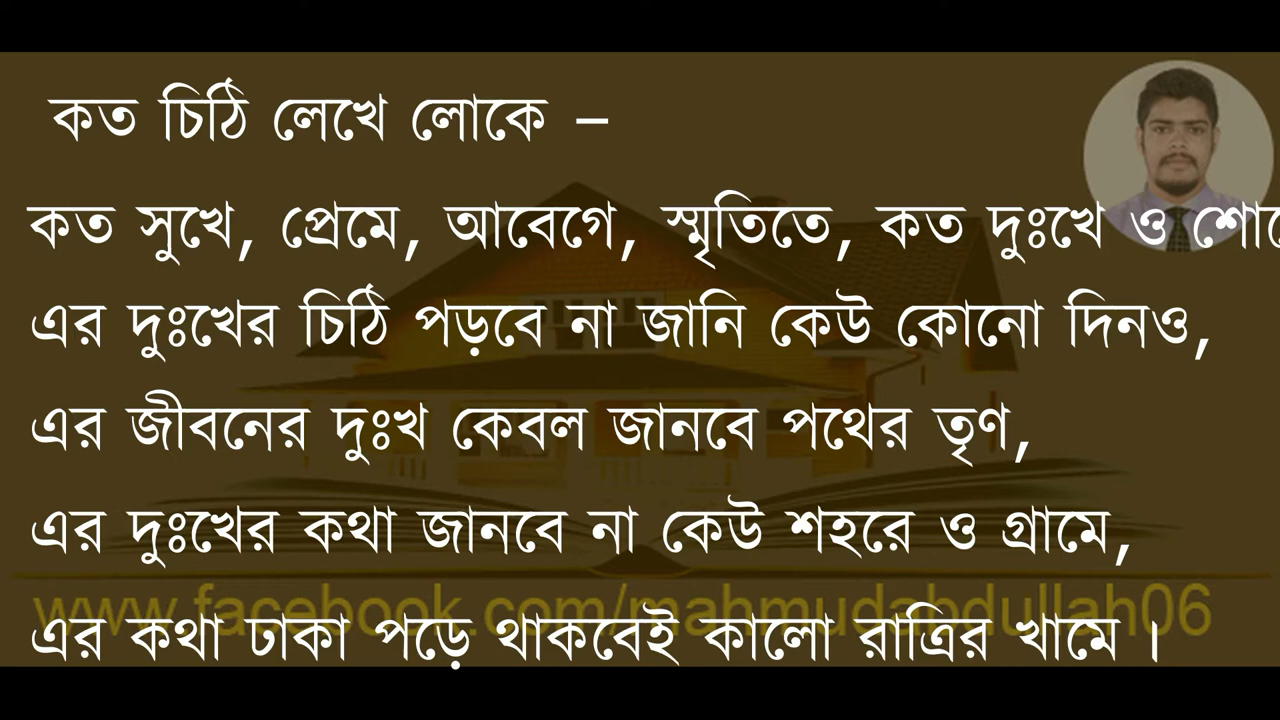 কত চিঠি লেখে লোকে –
কত সুখে, প্রেমে, আবেগে, স্মৃতিতে, কত দুঃখে ও
এর দুঃখের চিঠি পড়বে না জানি কেউ কোনো দিনও,
এর জীবনের দুঃখ কেবল জানবে পথের তৃণ,
এর দুঃখের কথা জানবে না কেউ শহরে ও গ্রামে,
www.facebook.com/mahmudabdullah06
এর কথা ঢাকা পড়ে থাকবেই কালো রাত্রির খামে।